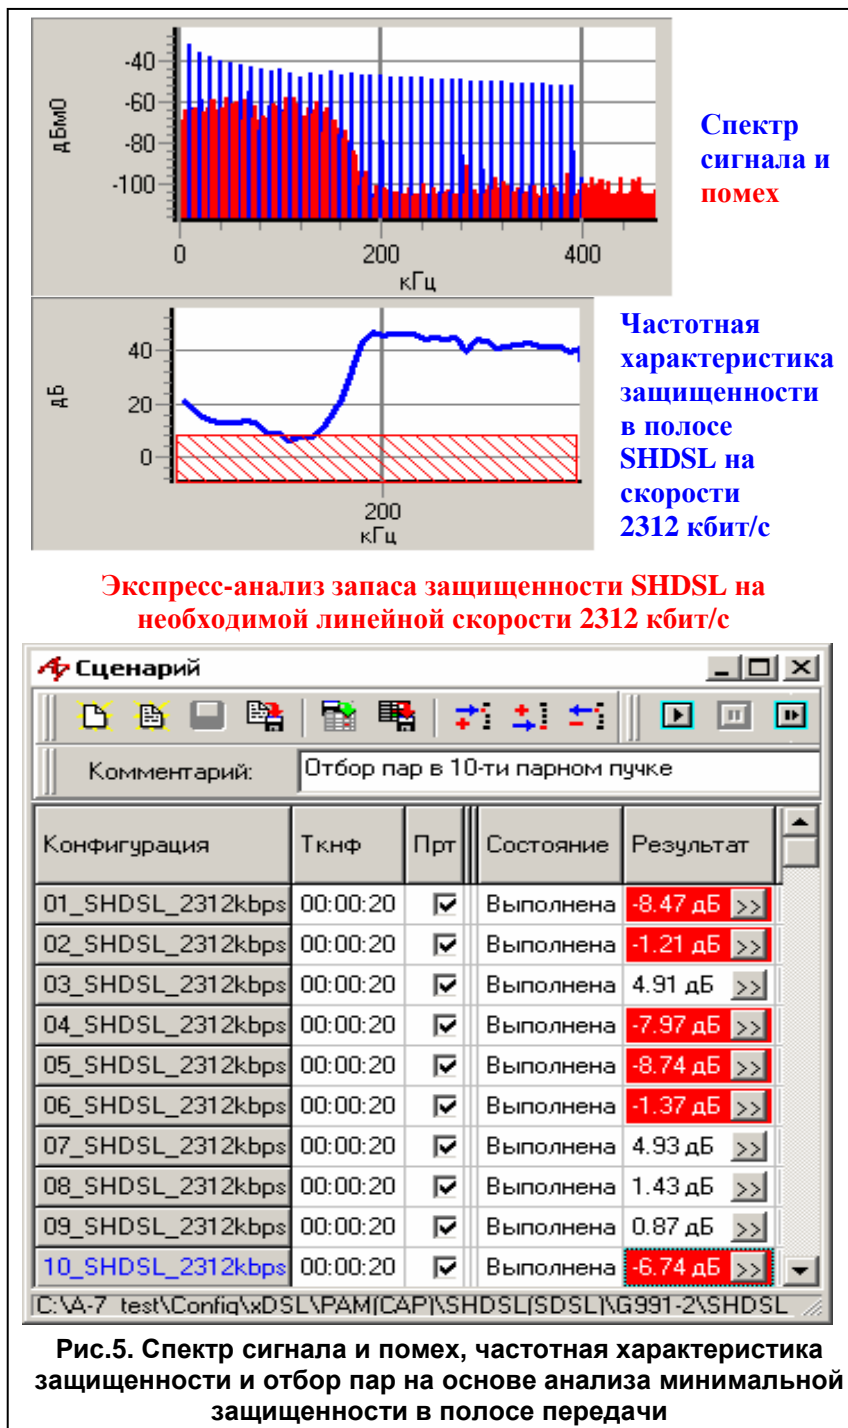 -40
-60
-80
-100
дБм0
0
200
400
кГц
Спектр
сигнала и
помех
40
20
0
дБ
200
кГц
Частотная
характеристика
защищенности
в полосе
SHDSL на
скорости
2312 кбит/с
Экспресс-анализ запаса защищенности SHDSL на
необходимой линейной скорости 2312 кбит/с
Сценарий
Комментарий: Отбор пар в 10-ти парном пучке
Конфигурация Ткнф Прт Состояние Результат
01_SHDSL_2312kbps 00:00:20 Выполнена -8.47 дБ >>
02_SHDSL_2312kbps 00:00:20 Выполнена -1.21 дБ >>
03_SHDSL_2312kbps 00:00:20 Выполнена 4.91 дБ >>
04_SHDSL_2312kbps 00:00:20 Выполнена -7.97 дБ >>
05_SHDSL_2312kbps 00:00:20 Выполнена -8.74 дБ >>
06_SHDSL_2312kbps 00:00:20 Выполнена -1.37 дБ >>
07_SHDSL_2312kbps 00:00:20 Выполнена 4.93 дБ >>
08_SHDSL_2312kbps 00:00:20 Выполнена 1.43 дБ >>
09_SHDSL_2312kbps 00:00:20 Выполнена 0.87 дБ >>
10_SHDSL_2312kbps 00:00:20 Выполнена -6.74 дБ >>
C:\A-7_test\Config\xDSL\PAM(CAP)\SHDSL(SDSL)\G991-2\SHDSL
Рис.5. Спектр сигнала и помех, частотная характеристика
защищенности и отбор пар на основе анализа минимальной
защищенности в полосе передачи